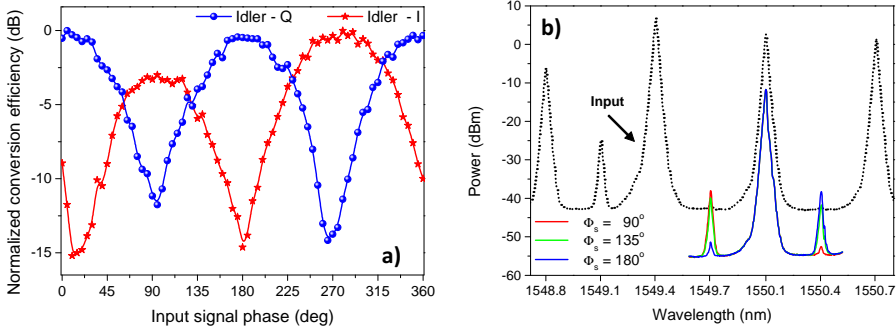 Idler - Q
Idler - I
Normalized conversion efficiency (dB)
0
-5
-10
-15
a)
0
45
90
135
180
225
270
315
360
Input signal phase (deg)
b)
Power (dBm)
10
0
-10
-20
-30
-40
-50
-60
Input
Φs = 90°
Φs = 135°
Φs = 180°
1548.8
1549.1
1549.4
1549.7
1550.1
1550.4
1550.7
Wavelength (nm)